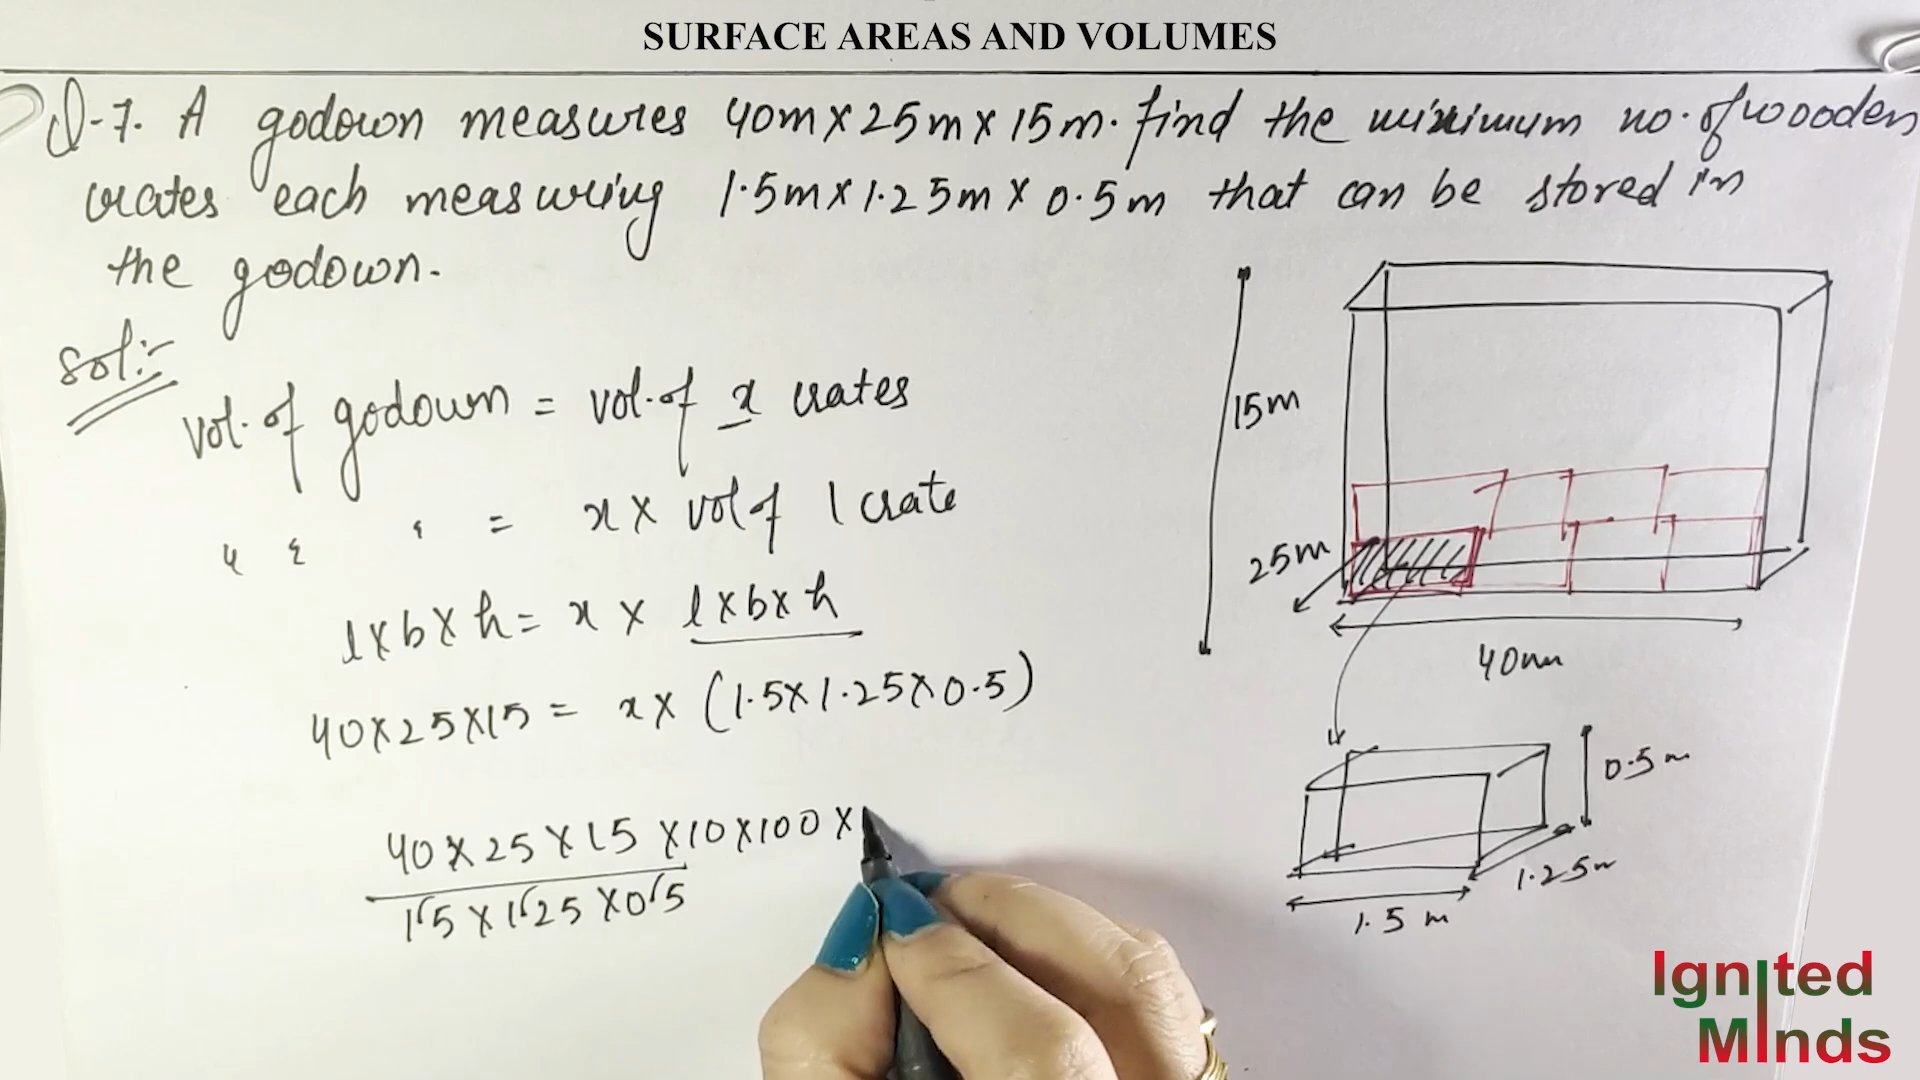 SURFACE AREAS AND VOLUMES
Q-7. A godown measures 40m x 25m x 15m. find the minimum no. of wooden
crates each measuring 1.5m x 1.25m x 0.5m that can be stored in
the godown.
Sol:-
vol. of godown = vol. of x crates
" " " = x x vol of 1 crate
l x b x h = x x l x b x h
40 x 25 x 15 = x x (1.5 x 1.25 x 0.5)
40 x 25 x 15 x 10 x 100 x
1.5 x 1.25 x 0.5
15m
25m
40m
0.5 m
1.25m
1.5 m
Ignited
Minds